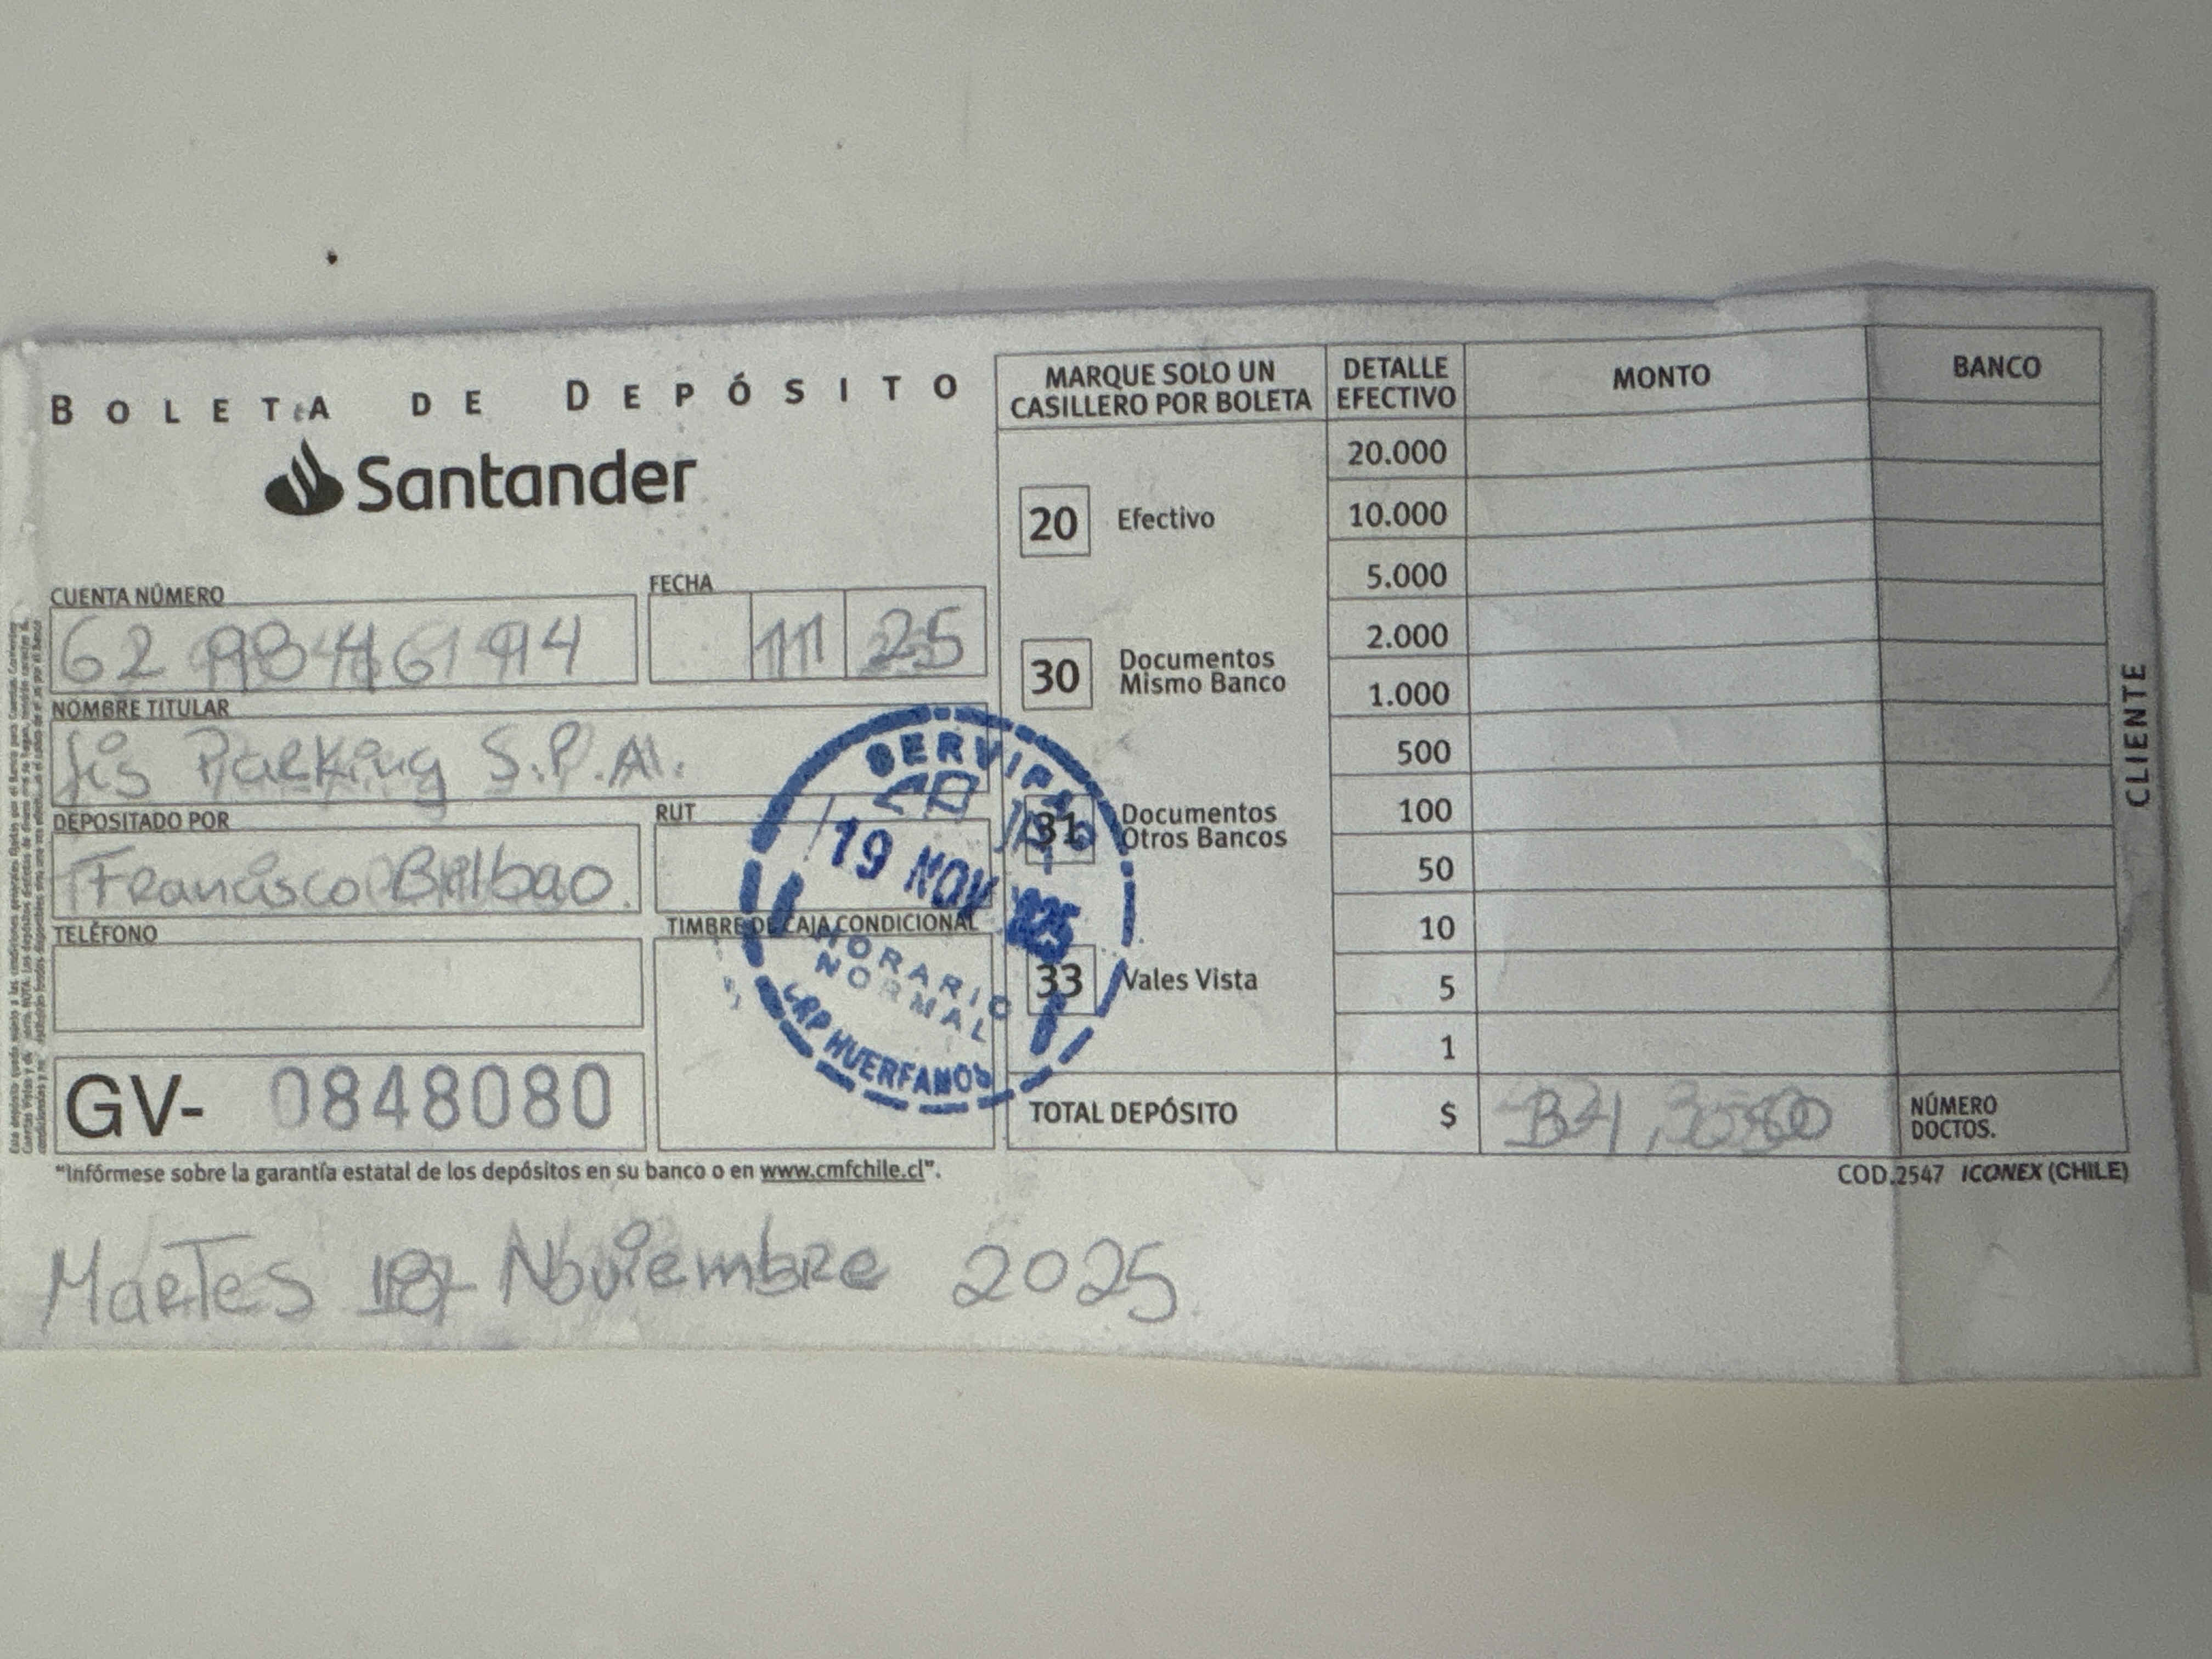 BOLETA DE DEPÓSITO
Santander
CUENTA NÚMERO
FECHA
11 25
NOMBRE TITULAR
Parking S.P.A.
DEPOSITADO POR
Francisco Bilbao
RUT
TELÉFONO
TIMBRE DE CAJA CONDICIONAL
GV- 0848080
"Infórmese sobre la garantía estatal de los depósitos en su banco o en www.cmfchile.cl".
Martes 18 Noviembre 2025
19 NOV
HORARIO
NORMAL
HUERFANOS
MARQUE SOLO UN
CASILLERO POR BOLETA
20 Efectivo
30 Documentos
Mismo Banco
31 Documentos
Otros Bancos
33 Vales Vista
DETALLE
EFECTIVO
MONTO
BANCO
20.000
10.000
5.000
2.000
1.000
500
100
50
10
5
1
TOTAL DEPÓSITO $
NÚMERO
DOCTOS.
COD.2547 ICONEX (CHILE)
CLIENTE